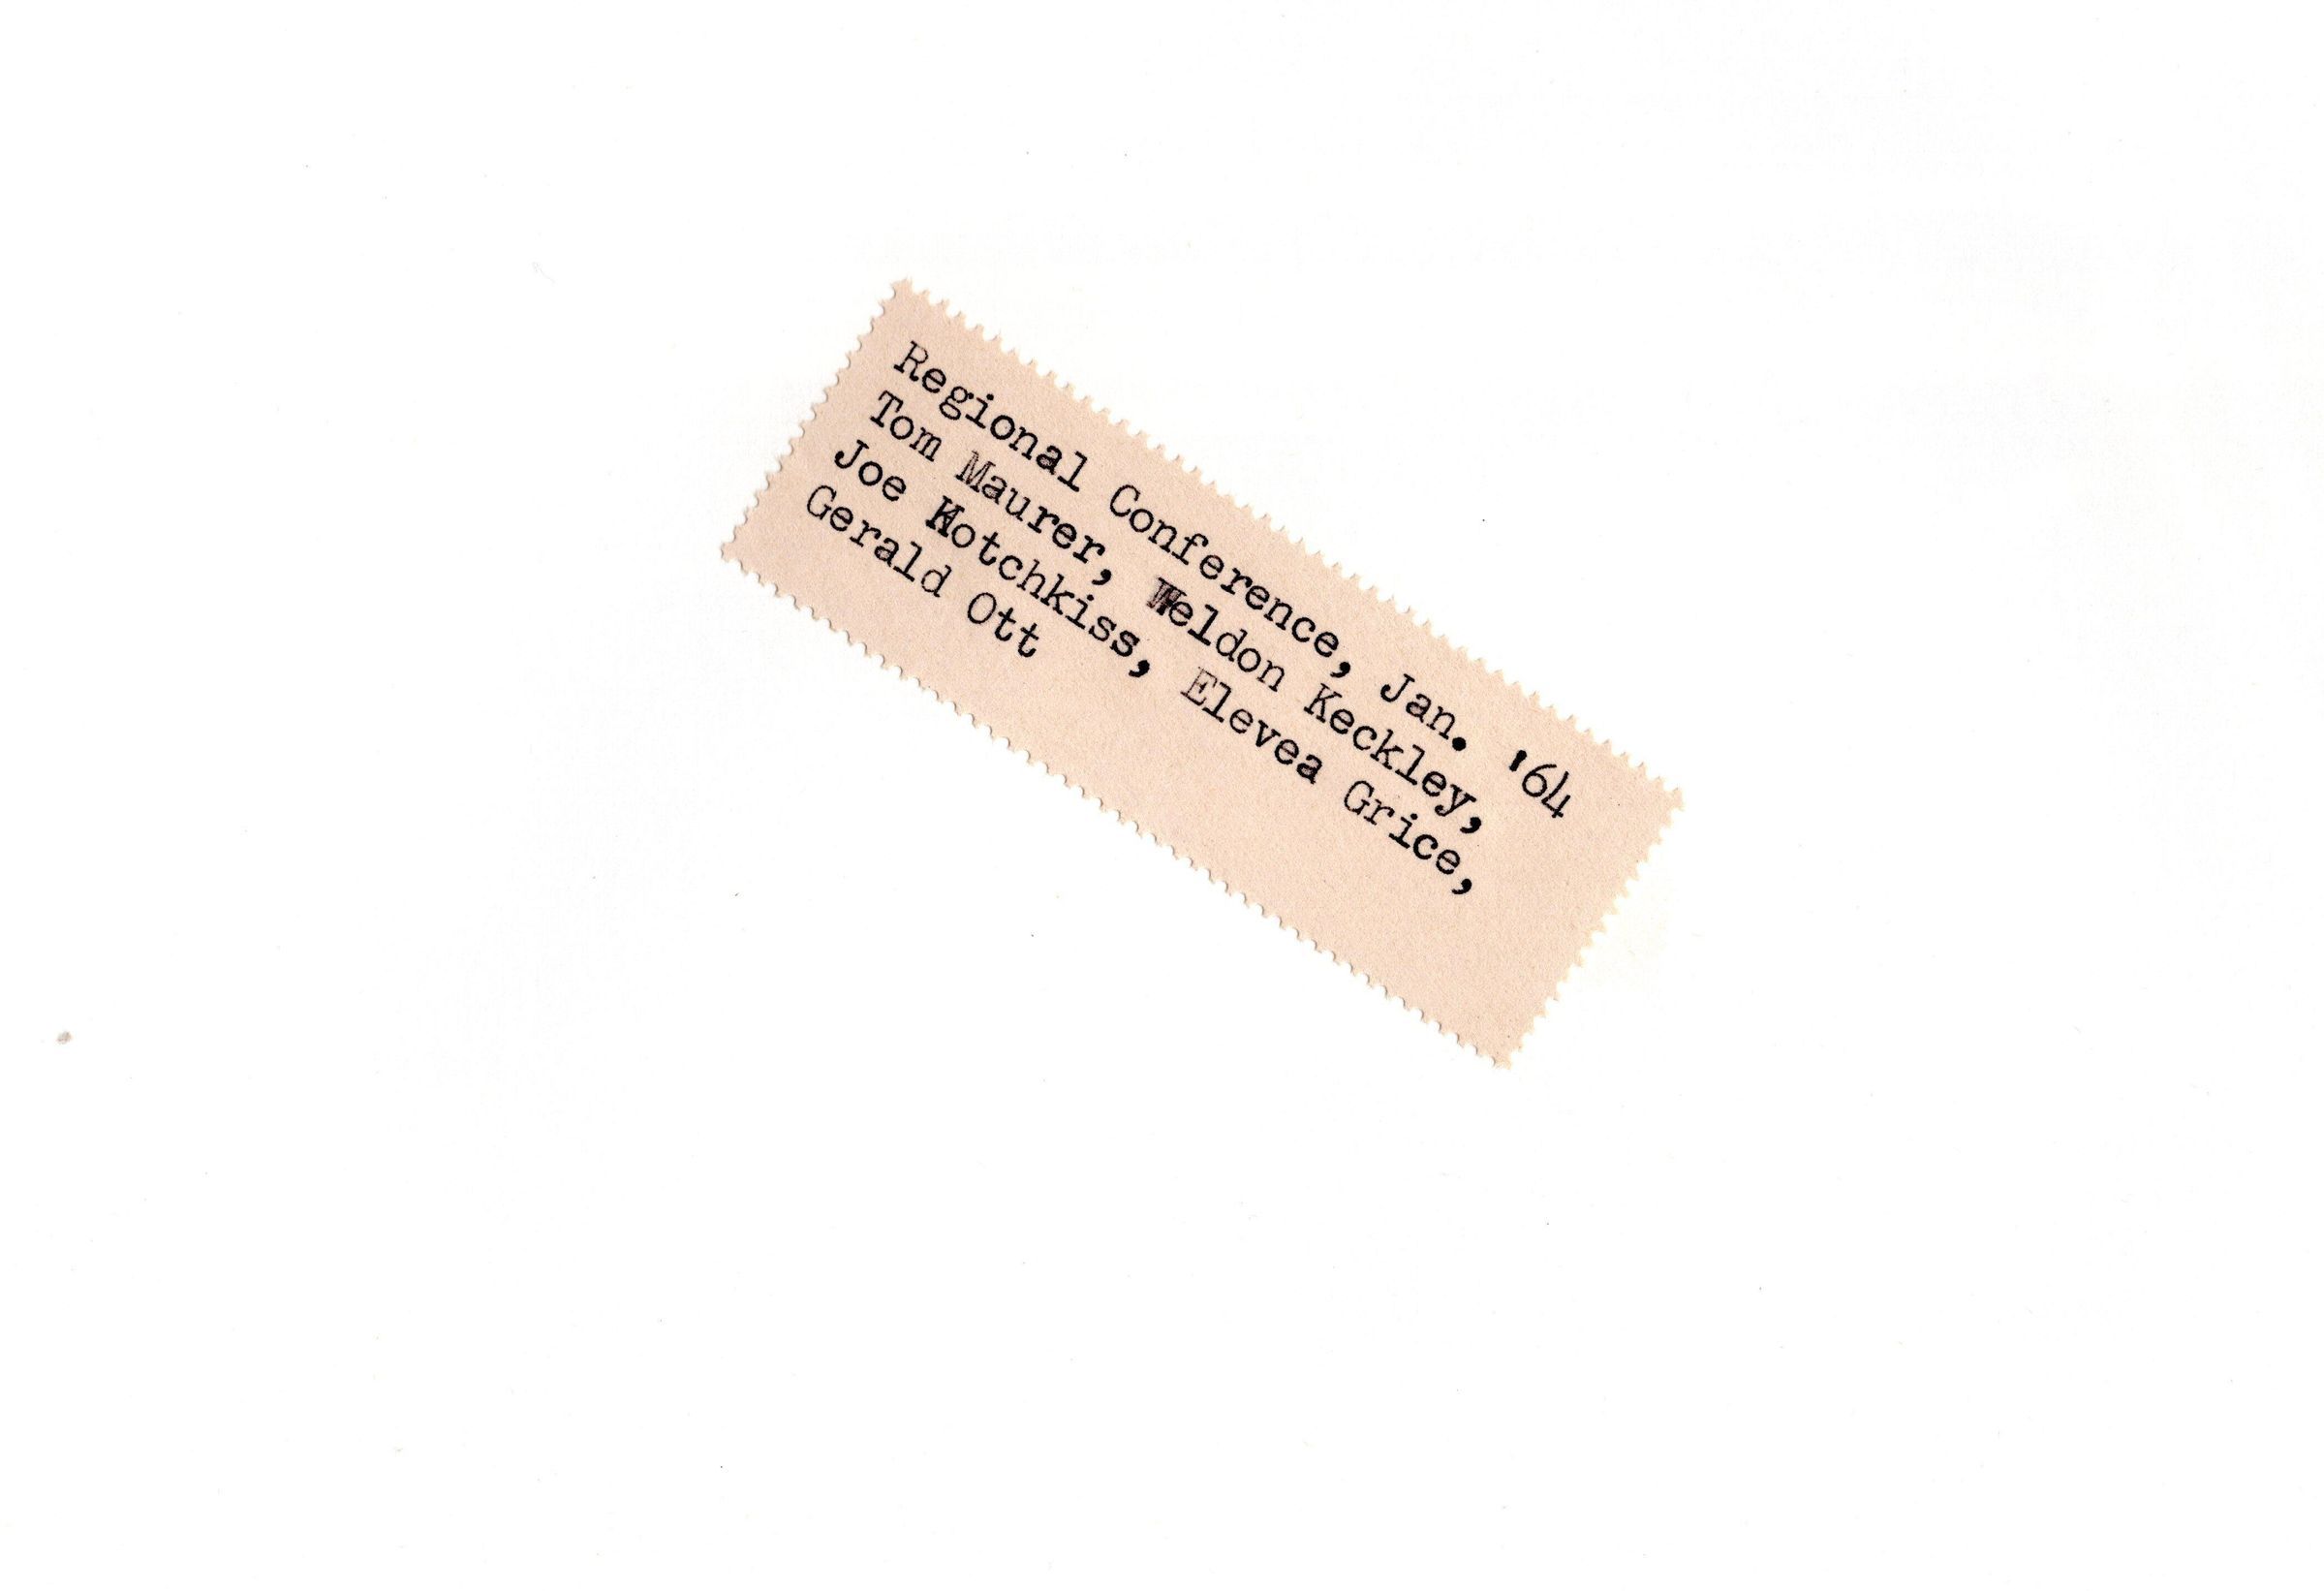 Regional Conference, Jan. '64
Tom Maurer, Weldon Keckley,
Joe Hotchkiss, Elevea Grice,
Gerald Ott